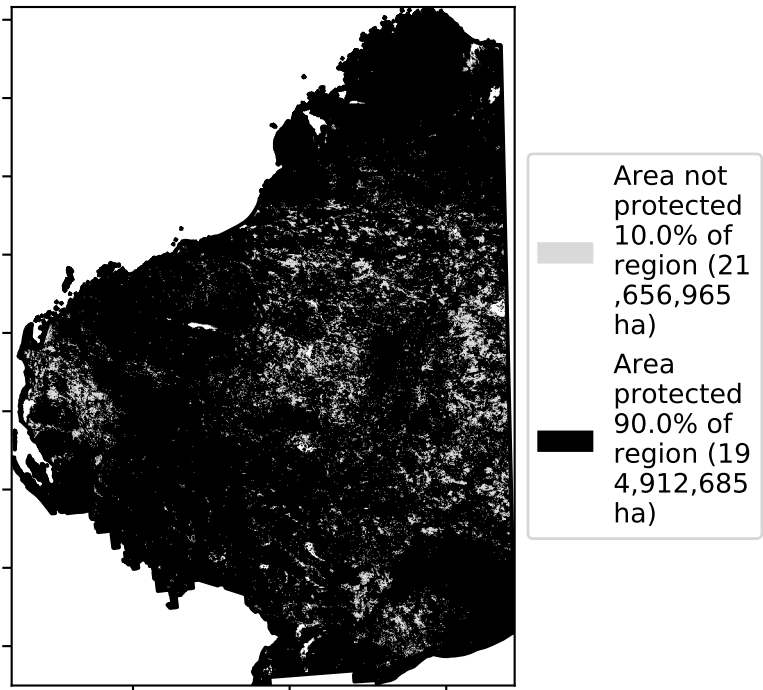 Area not
protected
10.0% of
region (21
,656,965
ha)
Area
protected
90.0% of
region (19
4,912,685
ha)